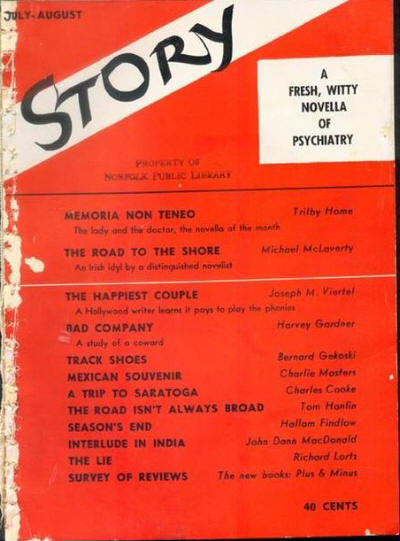 JULY-AUGUST
STORY
A
FRESH, WITTY
NOVELLA
OF
PSYCHIATRY
PROPERTY OF
NORFOLK PUBLIC LIBRARY
MEMORIA NON TENEO Trilby Home
The lady and the doctor, the novella of the month
THE ROAD TO THE SHORE Michael McLaverty
An Irish idyl by a distinguished novelist
THE HAPPIEST COUPLE Joseph M. Viertel
A Hollywood writer learns it pays to play the phonies
BAD COMPANY Harvey Gardner
A study of a coward
TRACK SHOES Bernard Gekoski
MEXICAN SOUVENIR Charlie Masters
A TRIP TO SARATOGA Charles Cooke
THE ROAD ISN'T ALWAYS BROAD Tom Hanlin
SEASON'S END Hallam Findlow
INTERLUDE IN INDIA John Dann MacDonald
THE LIE Richard Lortz
SURVEY OF REVIEWS The new books: Plus & Minus
40 CENTS